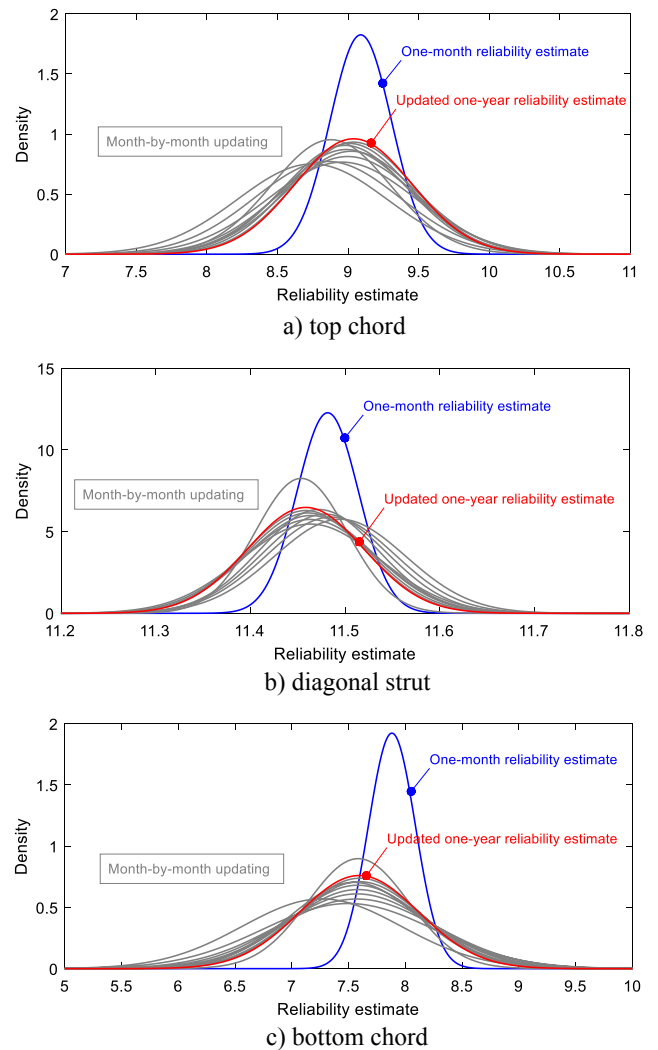 2
One-month reliability estimate
1.5
Updated one-year reliability estimate
Density
1
Month-by-month updating
0.5
0
7 7.5 8 8.5 9 9.5 10 10.5 11
Reliability estimate
a) top chord
15
One-month reliability estimate
10
Density
Month-by-month updating
Updated one-year reliability estimate
5
0
11.2 11.3 11.4 11.5 11.6 11.7 11.8
Reliability estimate
b) diagonal strut
2
One-month reliability estimate
1.5
Density
1
Updated one-year reliability estimate
Month-by-month updating
0.5
0
5 5.5 6 6.5 7 7.5 8 8.5 9 9.5 10
Reliability estimate
c) bottom chord